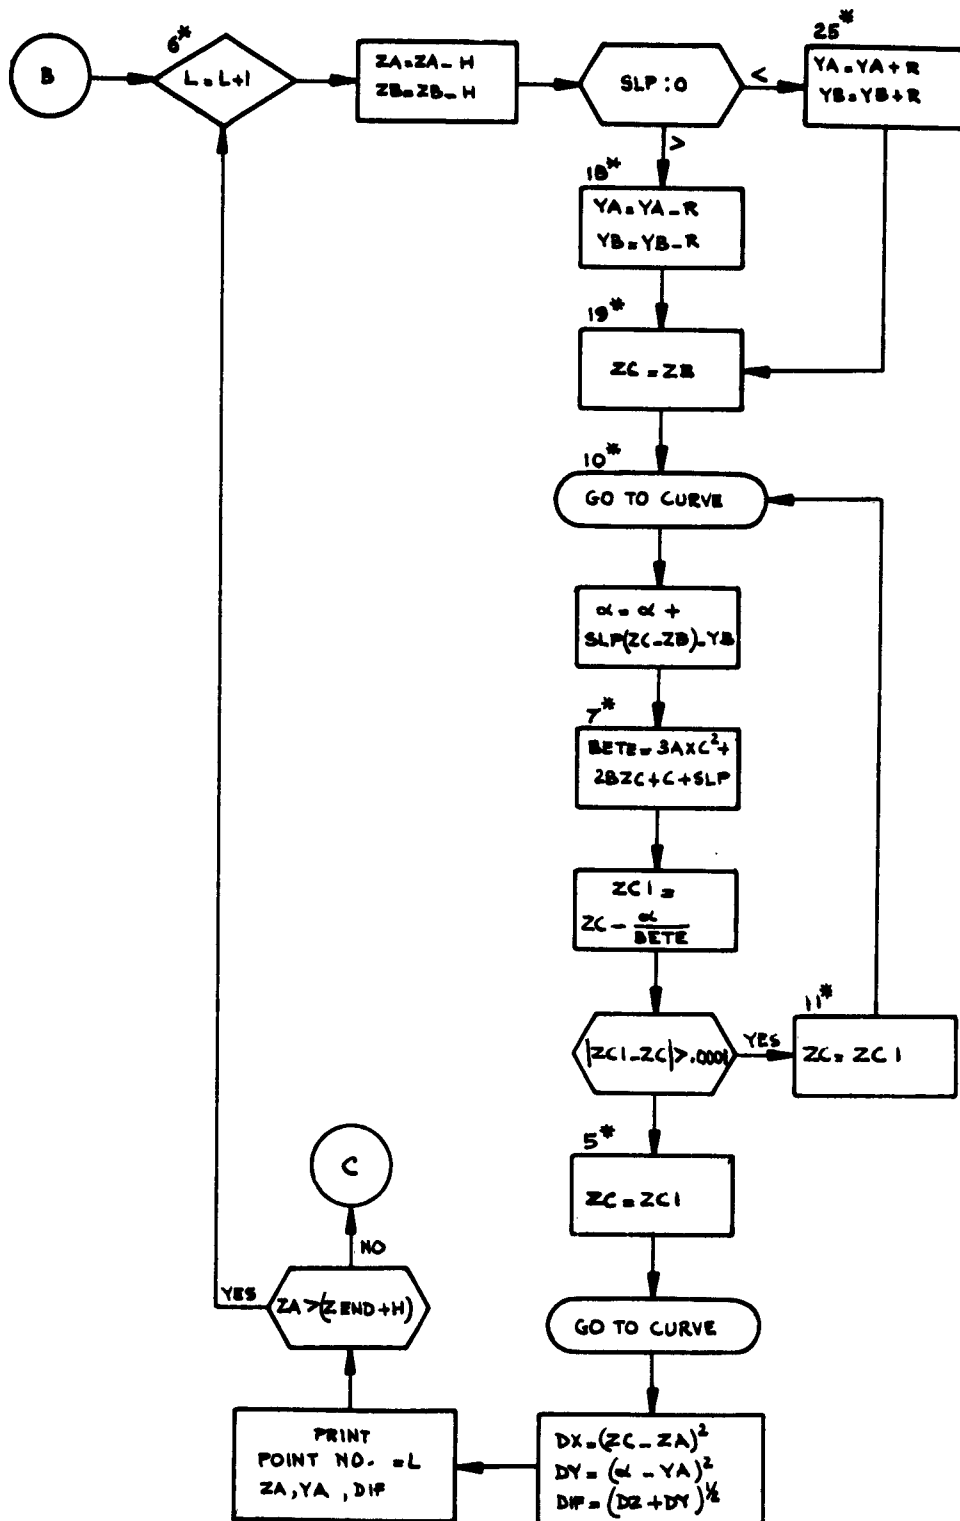 B
6*
L=L+1
ZA=ZA-H
ZB=ZB-H
SLP:0
<
25*
YA=YA+R
YB=YB+R
>
18*
YA=YA-R
YB=YB-R
19*
ZC=ZB
10*
GO TO CURVE
α=α+
SLP(ZC-ZB)-YB
7*
BETE=3AXC²+
2BZC+C+SLP
ZC1=
ZC-α/BETE
|ZC1-ZC|>.0001
YES
11*
ZC=ZC1
5*
ZC=ZC1
GO TO CURVE
DX=(ZC-ZA)²
DY=(α-YA)²
DIF=(DZ+DY)^½
PRINT
POINT NO. =L
ZA,YA,DIF
ZA>(ZEND+H)
YES
NO
C